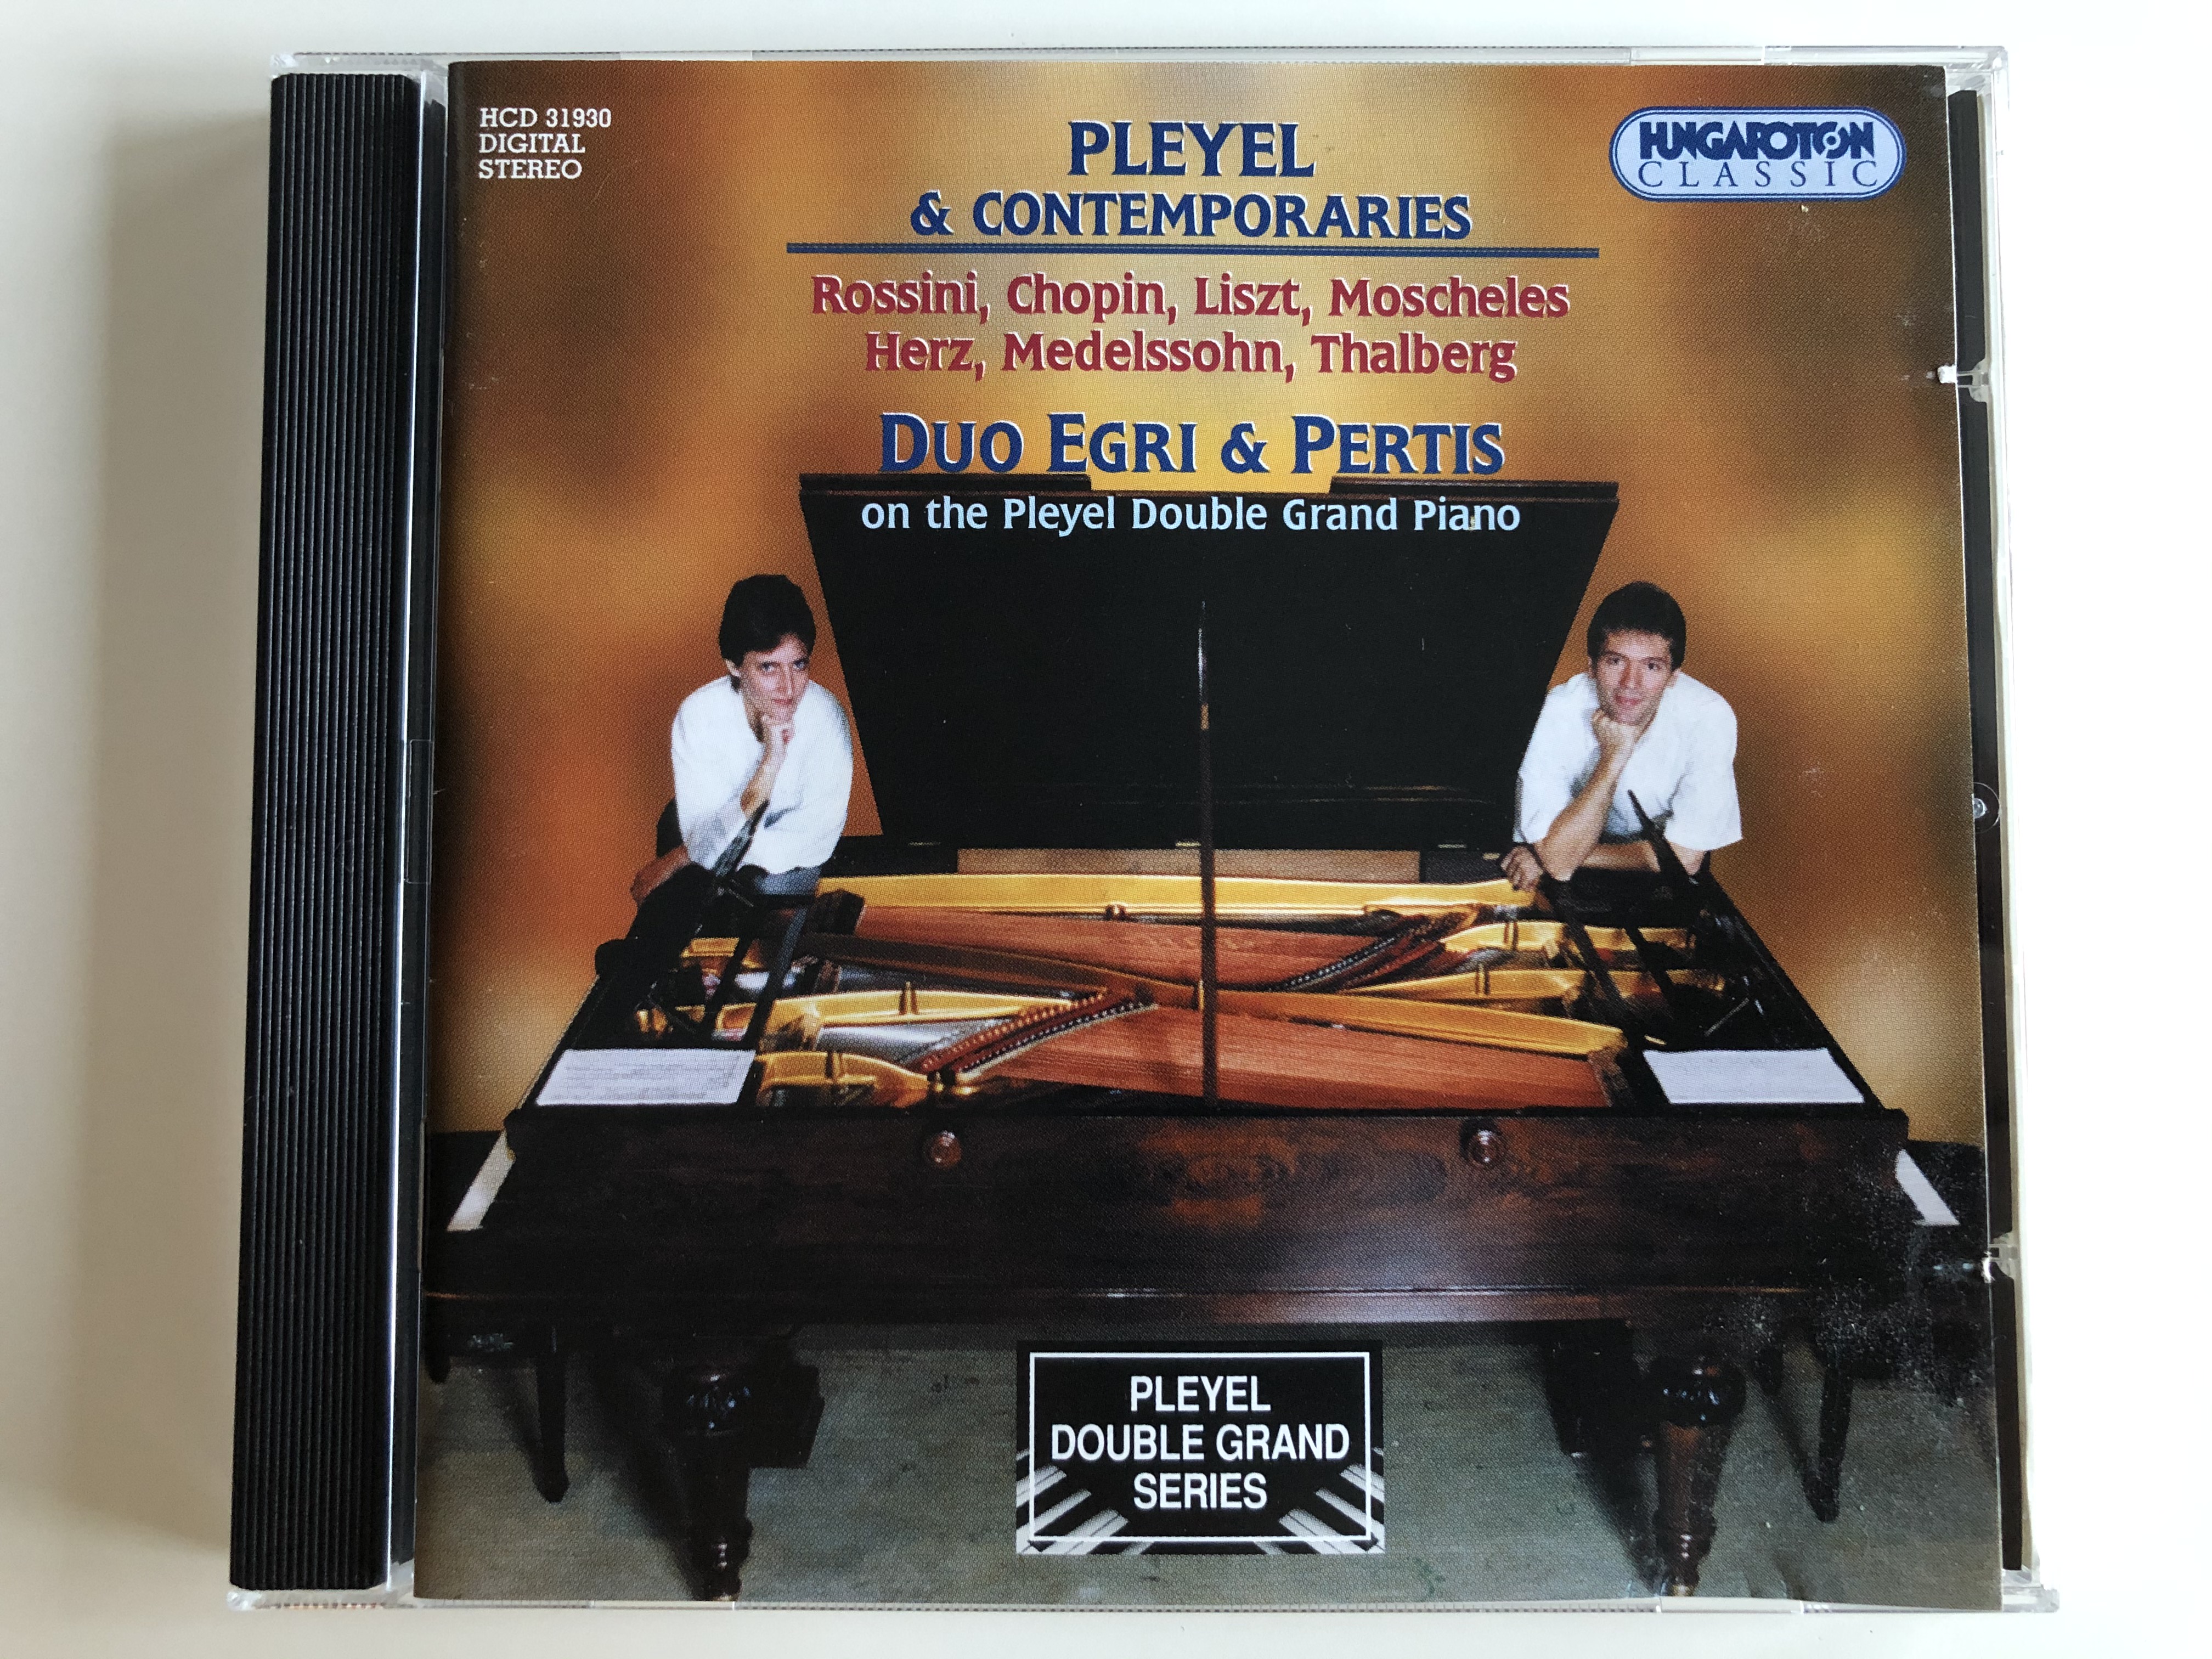 HCD 31930
DIGITAL
STEREO
PLEYEL
& CONTEMPORARIES
HUNGAROTON
CLASSIC
Rossini, Chopin, Liszt, Moscheles
Herz, Medelssohn, Thalberg
DUO EGRI & PERTIS
on the Pleyel Double Grand Piano
PLEYEL
DOUBLE GRAND
SERIES